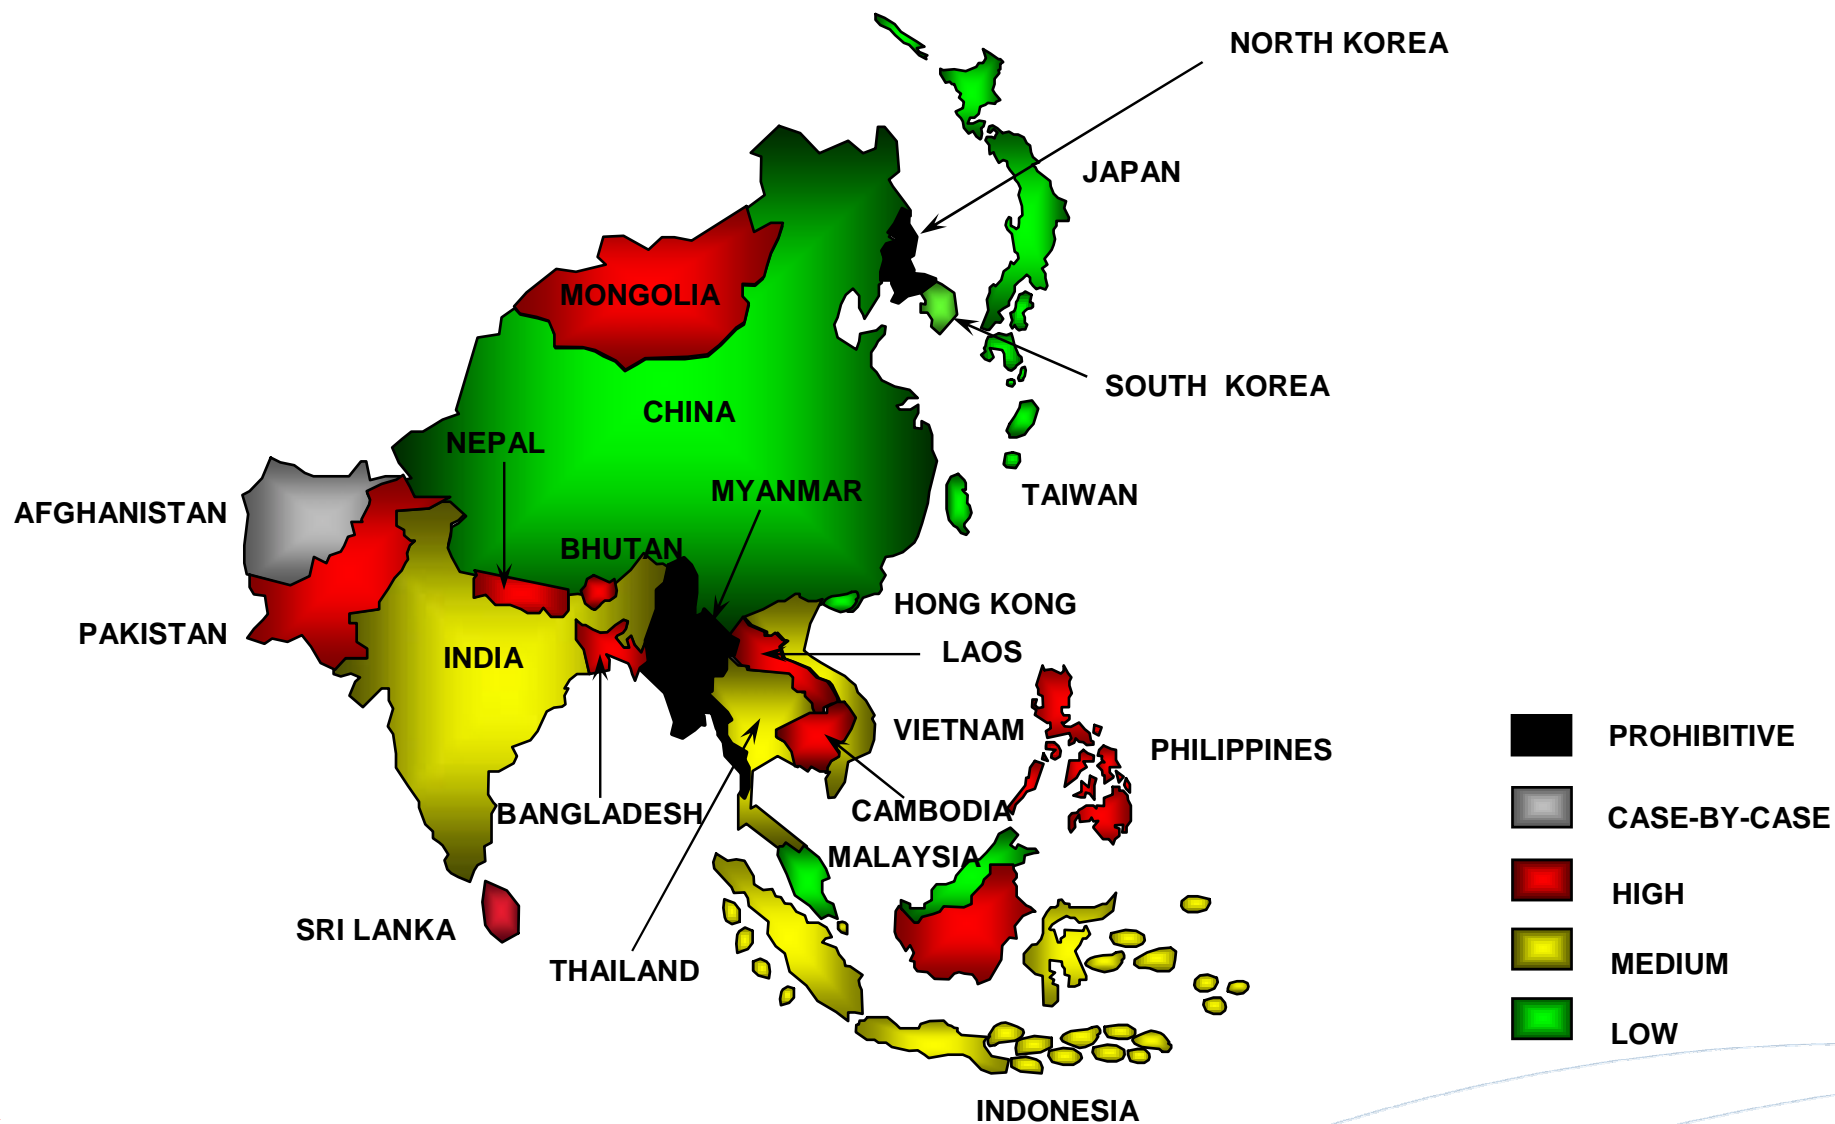 NORTH KOREA
JAPAN
MONGOLIA
SOUTH KOREA
CHINA
NEPAL
MYANMAR
TAIWAN
AFGHANISTAN
BHUTAN
HONG KONG
PAKISTAN
LAOS
INDIA
VIETNAM
PHILIPPINES
PROHIBITIVE
BANGLADESH
CAMBODIA
CASE-BY-CASE
MALAYSIA
HIGH
SRI LANKA
THAILAND
MEDIUM
LOW
INDONESIA